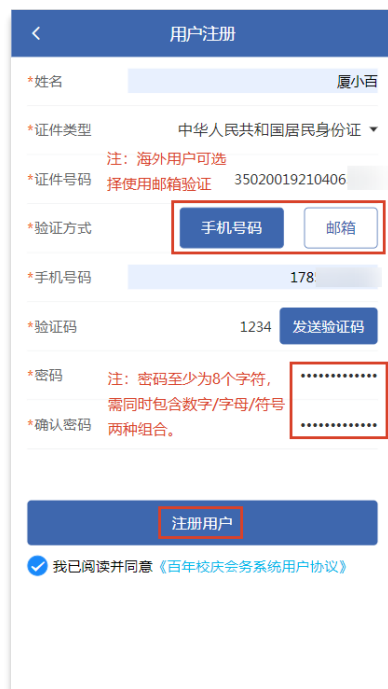 用户注册
*姓名 厦小百
*证件类型 中华人民共和国居民身份证
注：海外用户可选
择使用邮箱验证
*证件号码 35020019210406
*验证方式 手机号码 邮箱
*手机号码 178
*验证码 1234 发送验证码
*密码 •••••••••••••
注：密码至少为8个字符，
需同时包含数字/字母/符号
两种组合。
*确认密码 •••••••••••••
注册用户
我已阅读并同意《百年校庆会务系统用户协议》